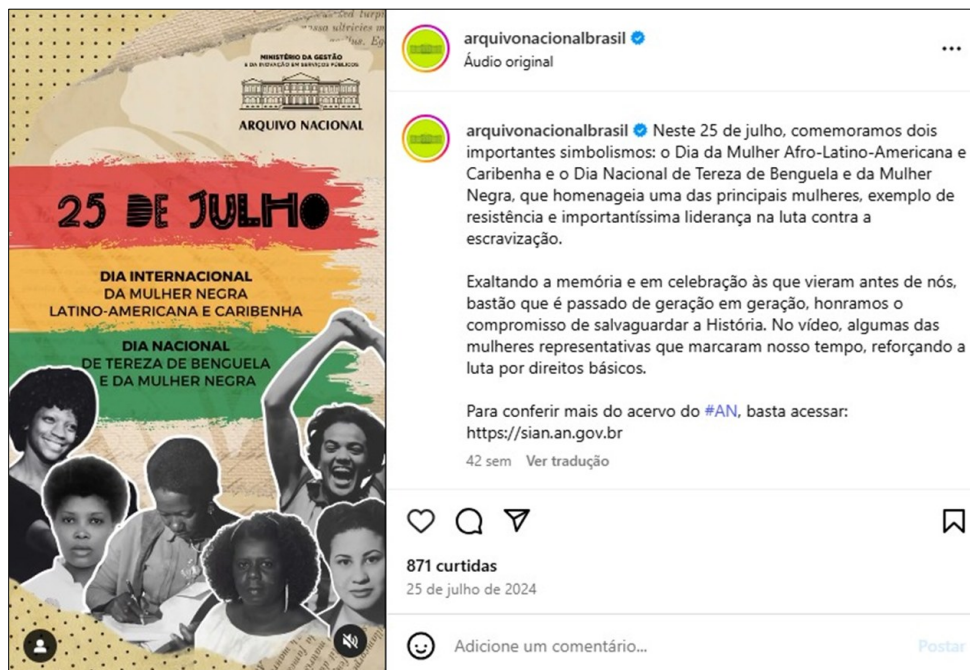 MINISTÉRIO DA GESTÃO
E DA INOVAÇÃO EM SERVIÇOS PÚBLICOS
ARQUIVO NACIONAL
25 DE JULHO
DIA INTERNACIONAL
DA MULHER NEGRA
LATINO-AMERICANA E CARIBENHA
DIA NACIONAL
DE TEREZA DE BENGUELA
E DA MULHER NEGRA
arquivonacionalbrasil
Áudio original
arquivonacionalbrasil Neste 25 de julho, comemoramos dois
importantes simbolismos: o Dia da Mulher Afro-Latino-Americana e
Caribenha e o Dia Nacional de Tereza de Benguela e da Mulher
Negra, que homenageia uma das principais mulheres, exemplo de
resistência e importantíssima liderança na luta contra a
escravização.
Exaltando a memória e em celebração às que vieram antes de nós,
bastão que é passado de geração em geração, honramos o
compromisso de salvaguardar a História. No vídeo, algumas das
mulheres representativas que marcaram nosso tempo, reforçando a
luta por direitos básicos.
Para conferir mais do acervo do #AN, basta acessar:
https://sian.an.gov.br
42 sem Ver tradução
871 curtidas
25 de julho de 2024
Adicione um comentário...
Postar